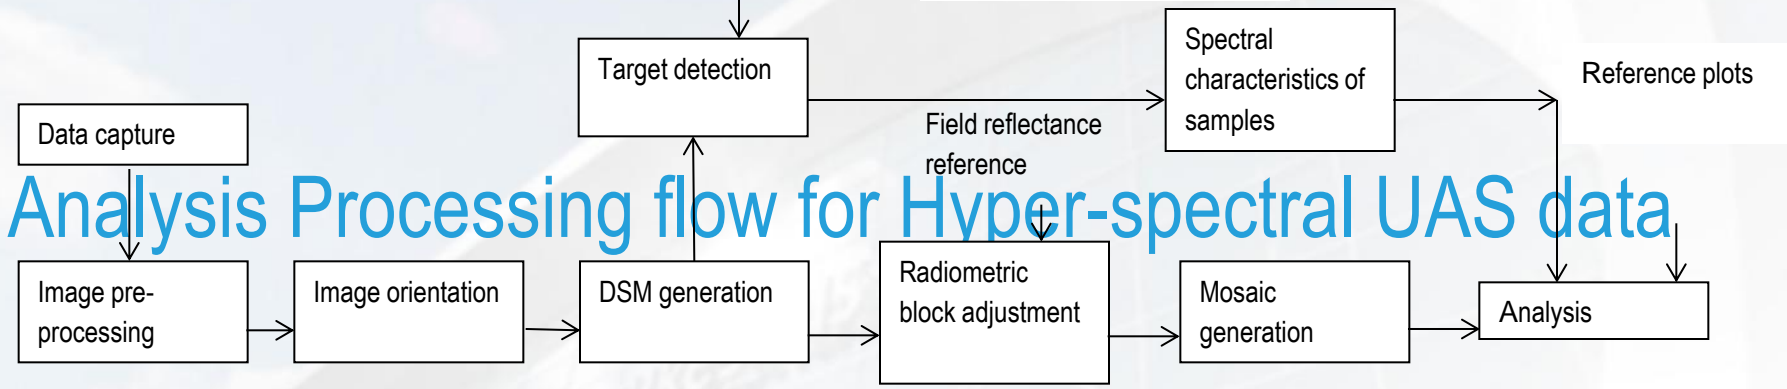 Target detection
Spectral
characteristics of
samples
Reference plots
Data capture
Field reflectance
reference
Analysis Processing flow for Hyper-spectral UAS data
Image pre-
processing
Image orientation
DSM generation
Radiometric
block adjustment
Mosaic
generation
Analysis